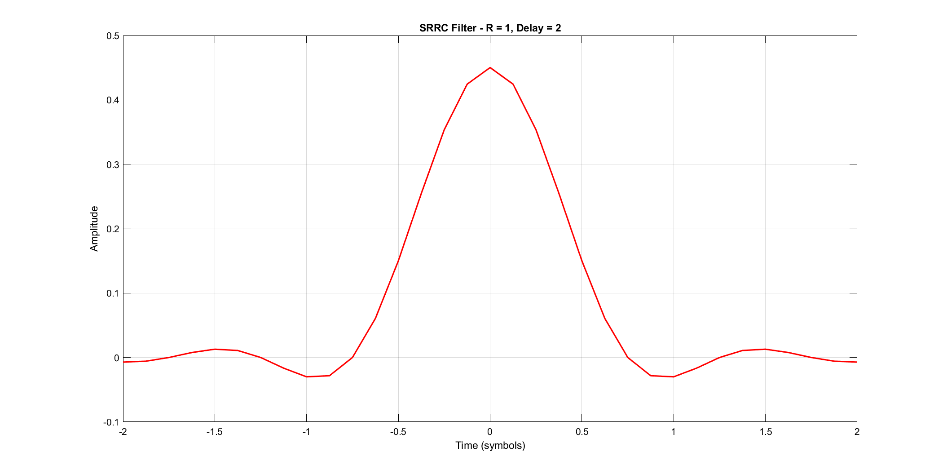 SRRC Filter - R = 1, Delay = 2
0.5
0.4
0.3
0.2
0.1
0
-0.1
Amplitude
-2 -1.5 -1 -0.5 0 0.5 1 1.5 2
Time (symbols)